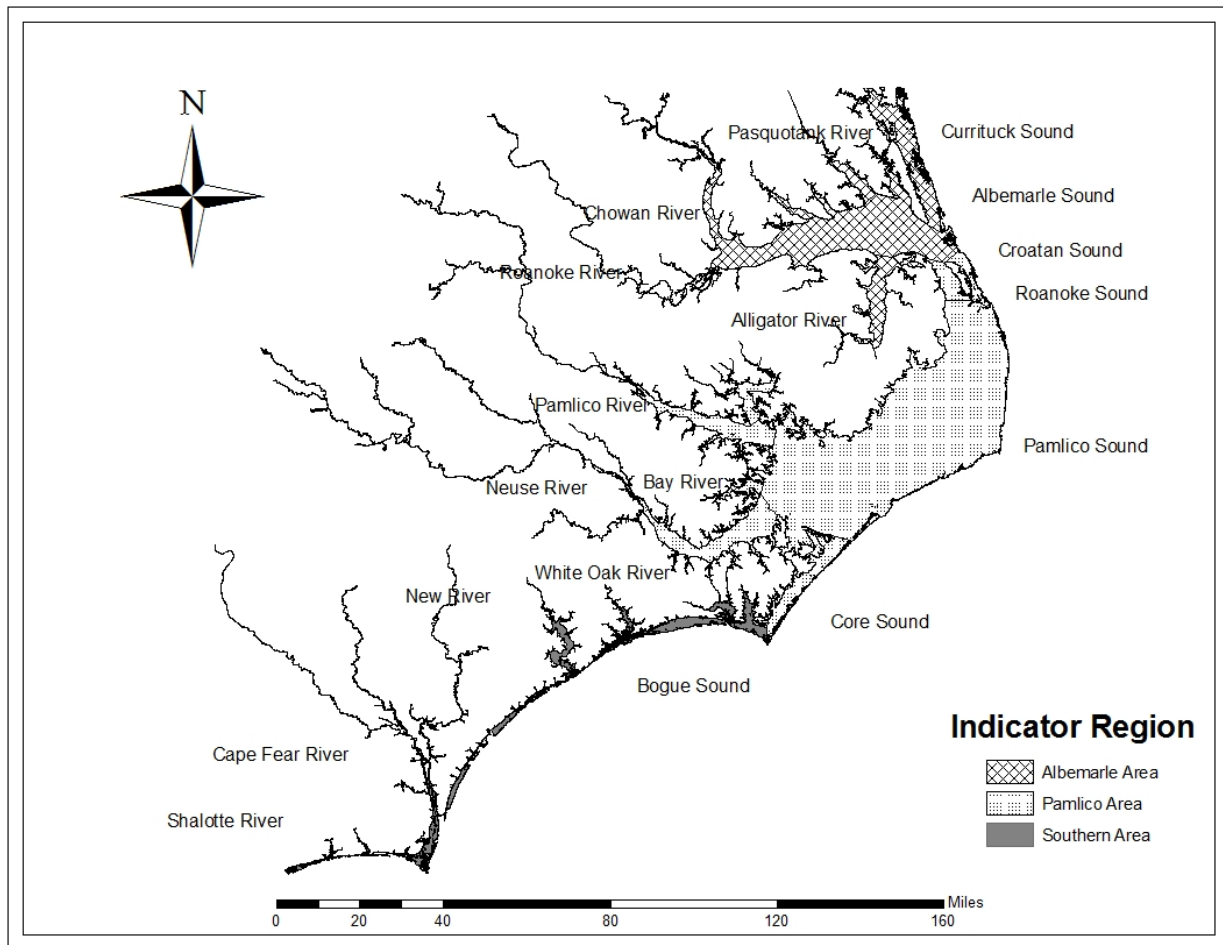 N
Pasquotank River
Currituck Sound
Albemarle Sound
Chowan River
Croatan Sound
Roanoke River
Roanoke Sound
Alligator River
Pamlico River
Pamlico Sound
Bay River
Neuse River
White Oak River
New River
Core Sound
Bogue Sound
Indicator Region
Cape Fear River
Albemarle Area
Pamlico Area
Shalotte River
Southern Area
Miles
0 20 40 80 120 160